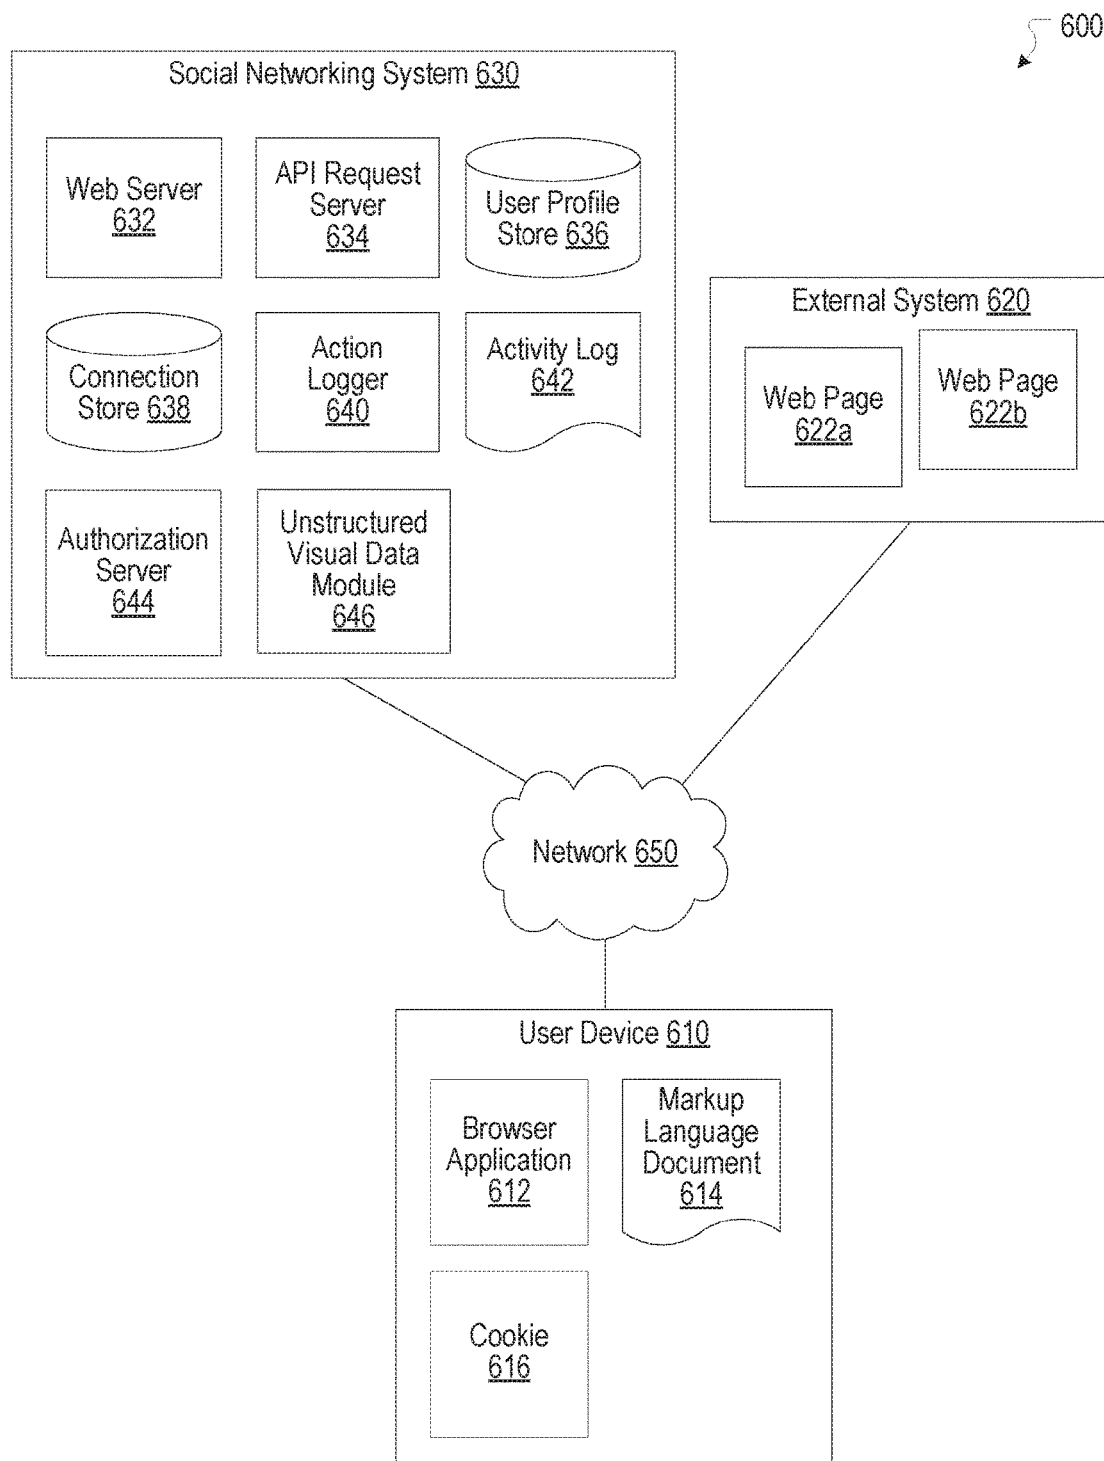 600
Social Networking System 630
Web Server
632
API Request
Server
634
User Profile
Store 636
Connection
Store 638
Action
Logger
640
Activity Log
642
Authorization
Server
644
Unstructured
Visual Data
Module
646
External System 620
Web Page
622a
Web Page
622b
Network 650
User Device 610
Browser
Application
612
Markup
Language
Document
614
Cookie
616